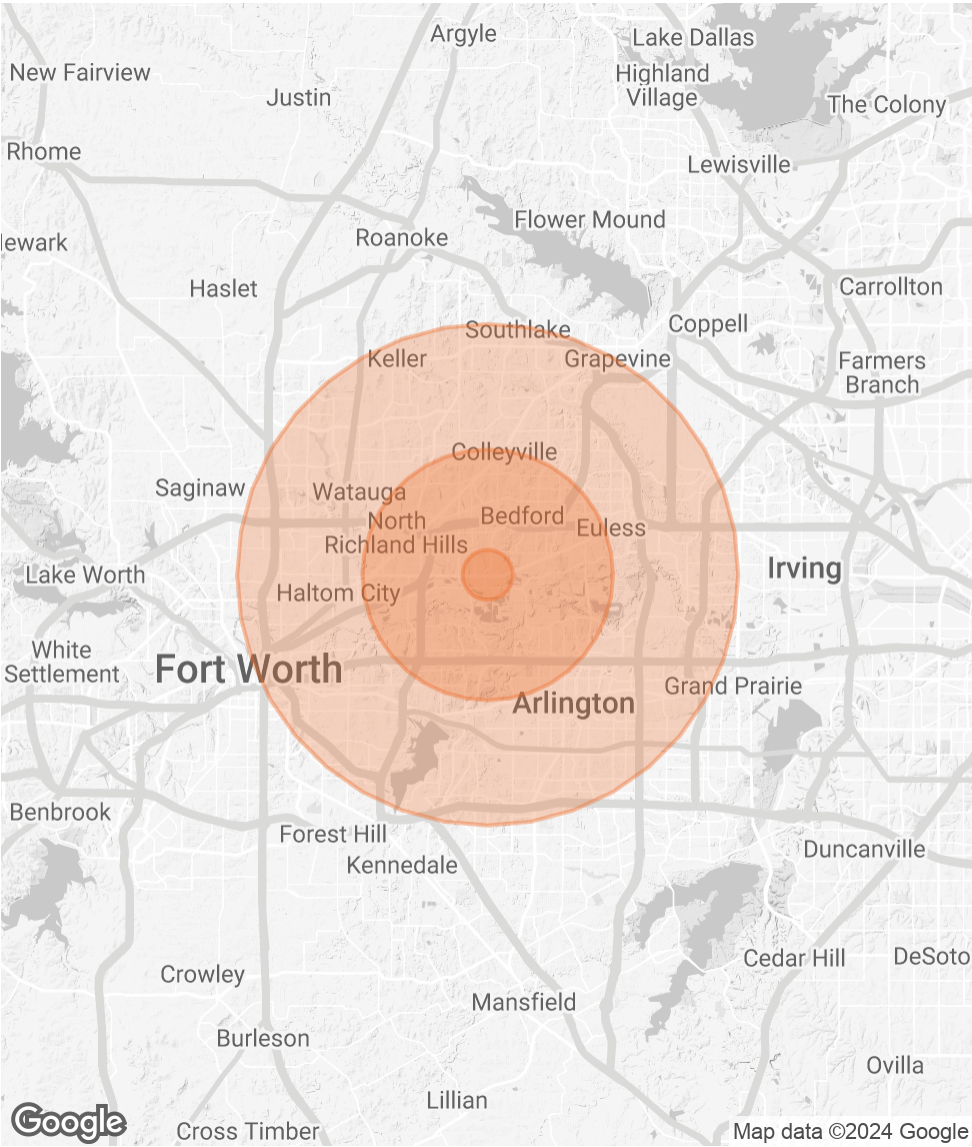 Argyle
Lake Dallas
New Fairview
Highland
Village
Justin
The Colony
Rhome
Lewisville
Flower Mound
Roanoke
lewark
Haslet
Carrollton
Southlake
Coppell
Keller
Grapevine
Farmers
Branch
Colleyville
Saginaw
Watauga
North
Richland Hills
Bedford
Euless
Irving
Lake Worth
Haltom City
White
Settlement
Fort Worth
Grand Prairie
Arlington
Benbrook
Forest Hill
Duncanville
Kennedale
Cedar Hill
DeSoto
Crowley
Mansfield
Burleson
Ovilla
Lillian
Google
Cross Timber
Map data ©2024 Google